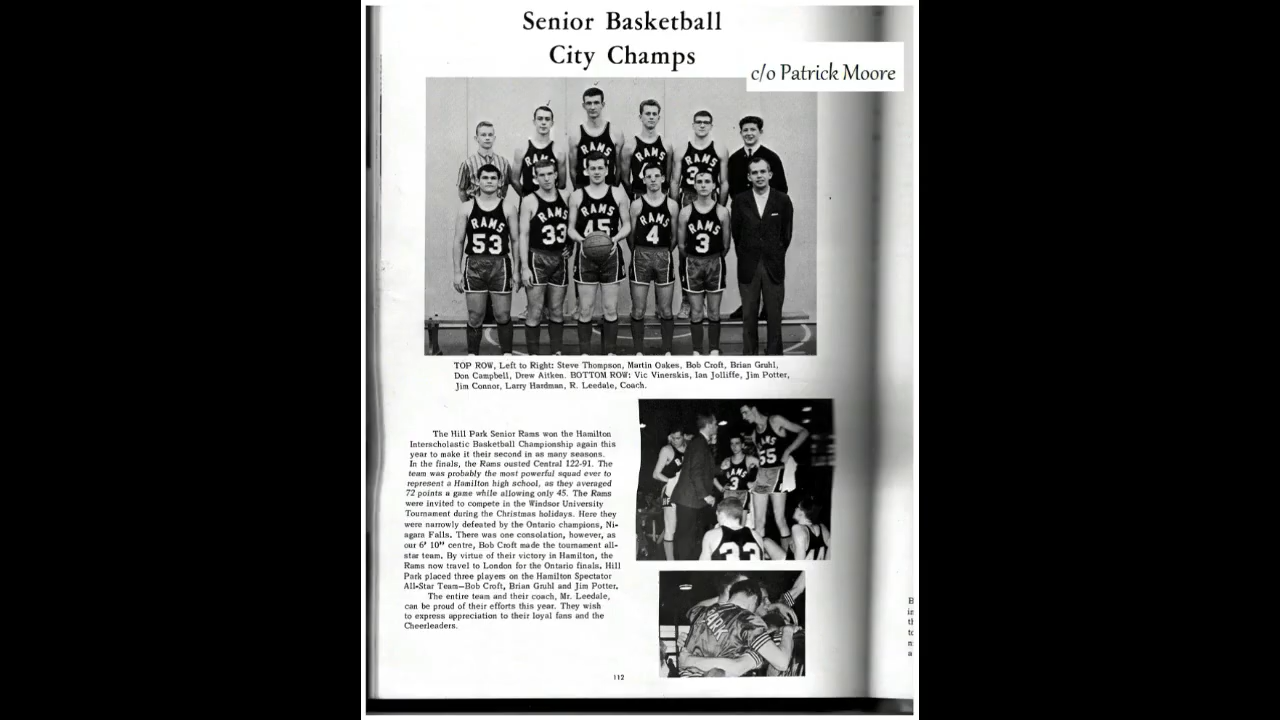 Senior Basketball
City Champs
c/o Patrick Moore
RAMS
RAMS
RAMS
RAMS
3
RAMS
53
RAMS
33
RAMS
45
RAMS
4
RAMS
3
TOP ROW, Left to Right: Steve Thompson, Martin Oakes, Bob Croft, Brian Gruhl,
Don Campbell, Drew Aitken. BOTTOM ROW: Vic Vinerskis, Ian Jolliffe, Jim Potter,
Jim Connor, Larry Hardman, R. Leedale, Coach.
The Hill Park Senior Rams won the Hamilton
Interscholastic Basketball Championship again this
year to make it their second in as many seasons.
In the finals, the Rams ousted Central 122-91. The
team was probably the most powerful squad ever to
represent a Hamilton high school, as they averaged
72 points a game while allowing only 45. The Rams
were invited to compete in the Windsor University
Tournament during the Christmas holidays. Here they
were narrowly defeated by the Ontario champions, Ni-
agara Falls. There was one consolation, however, as
our 6' 10" centre, Bob Croft made the tournament all-
star team. By virtue of their victory in Hamilton, the
Rams now travel to London for the Ontario finals. Hill
Park placed three players on the Hamilton Spectator
All-Star Team—Bob Croft, Brian Gruhl and Jim Potter.
The entire team and their coach, Mr. Leedale,
can be proud of their efforts this year. They wish
to express appreciation to their loyal fans and the
Cheerleaders.
RAMS
3
55
33
PARK
112